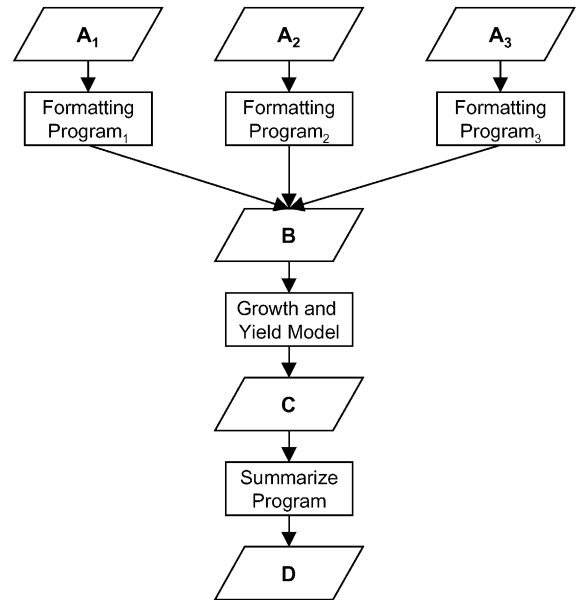 A₁
A₂
A₃
Formatting
Program₁
Formatting
Program₂
Formatting
Program₃
B
Growth and
Yield Model
C
Summarize
Program
D